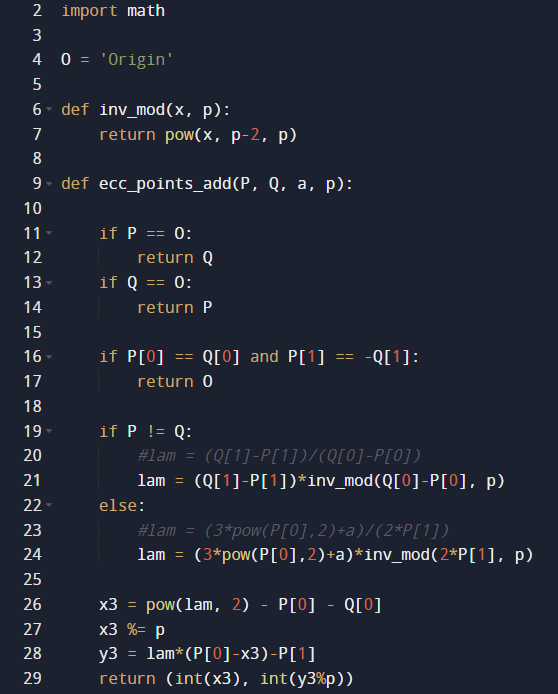 2 import math
3
4 O = 'Origin'
5
6 def inv_mod(x, p):
7     return pow(x, p-2, p)
8
9 def ecc_points_add(P, Q, a, p):
10
11     if P == O:
12         return Q
13     if Q == O:
14         return P
15
16     if P[0] == Q[0] and P[1] == -Q[1]:
17         return O
18
19     if P != Q:
20         #lam = (Q[1]-P[1])/(Q[0]-P[0])
21         lam = (Q[1]-P[1])*inv_mod(Q[0]-P[0], p)
22     else:
23         #lam = (3*pow(P[0],2)+a)/(2*P[1])
24         lam = (3*pow(P[0],2)+a)*inv_mod(2*P[1], p)
25
26     x3 = pow(lam, 2) - P[0] - Q[0]
27     x3 %= p
28     y3 = lam*(P[0]-x3)-P[1]
29     return (int(x3), int(y3%p))